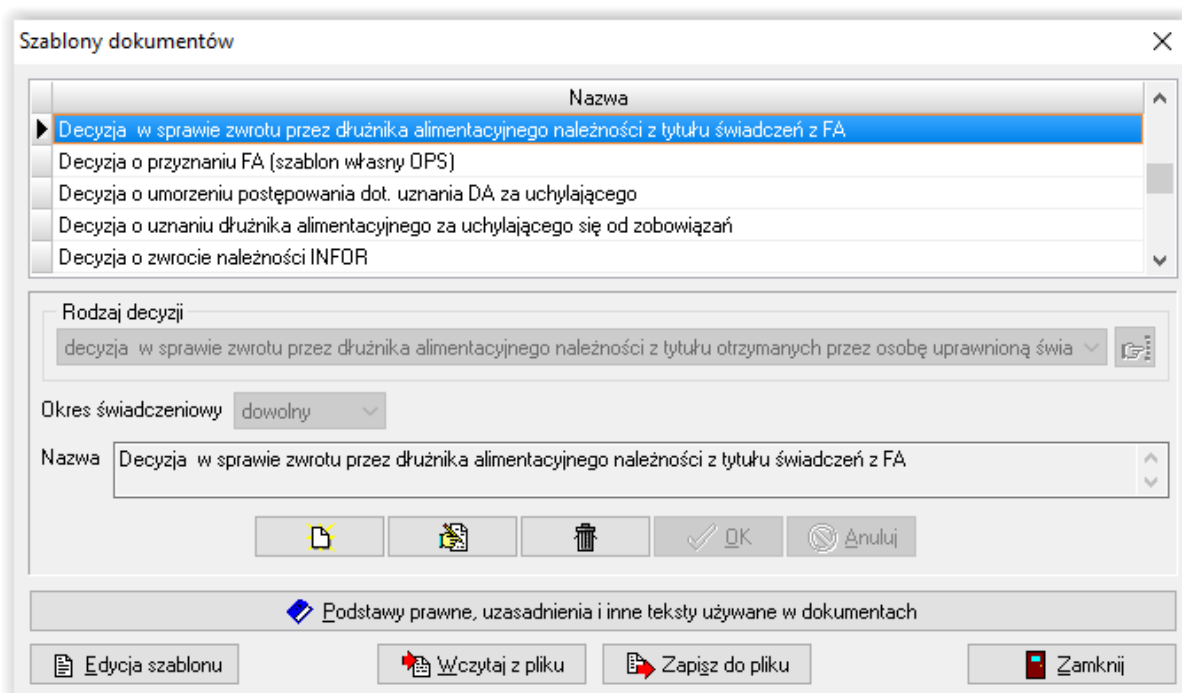 Szablony dokumentów
Nazwa
Decyzja  w sprawie zwrotu przez dłużnika alimentacyjnego należności z tytułu świadczeń z FA
Decyzja o przyznaniu FA (szablon własny OPS)
Decyzja o umorzeniu postępowania dot. uznania DA za uchylającego
Decyzja o uznaniu dłużnika alimentacyjnego za uchylającego się od zobowiązań
Decyzja o zwrocie należności INFOR
Rodzaj decyzji
decyzja  w sprawie zwrotu przez dłużnika alimentacyjnego należności z tytułu otrzymanych przez osobę uprawnioną świa
Okres świadczeniowy dowolny
Nazwa Decyzja  w sprawie zwrotu przez dłużnika alimentacyjnego należności z tytułu świadczeń z FA
OK Anuluj
Podstawy prawne, uzasadnienia i inne teksty używane w dokumentach
Edycja szablonu Wczytaj z pliku Zapisz do pliku Zamknij